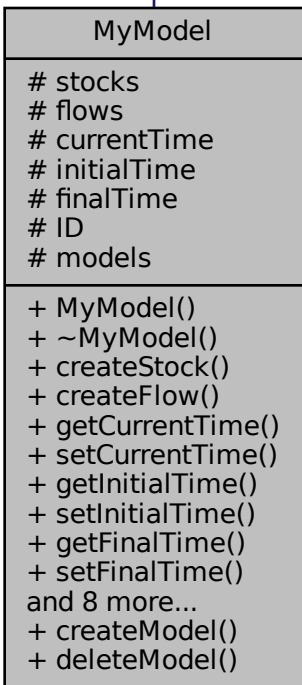 MyModel
# stocks
# flows
# currentTime
# initialTime
# finalTime
# ID
# models
+ MyModel()
+ ~MyModel()
+ createStock()
+ createFlow()
+ getCurrentTime()
+ setCurrentTime()
+ getInitialTime()
+ setInitialTime()
+ getFinalTime()
+ setFinalTime()
and 8 more...
+ createModel()
+ deleteModel()